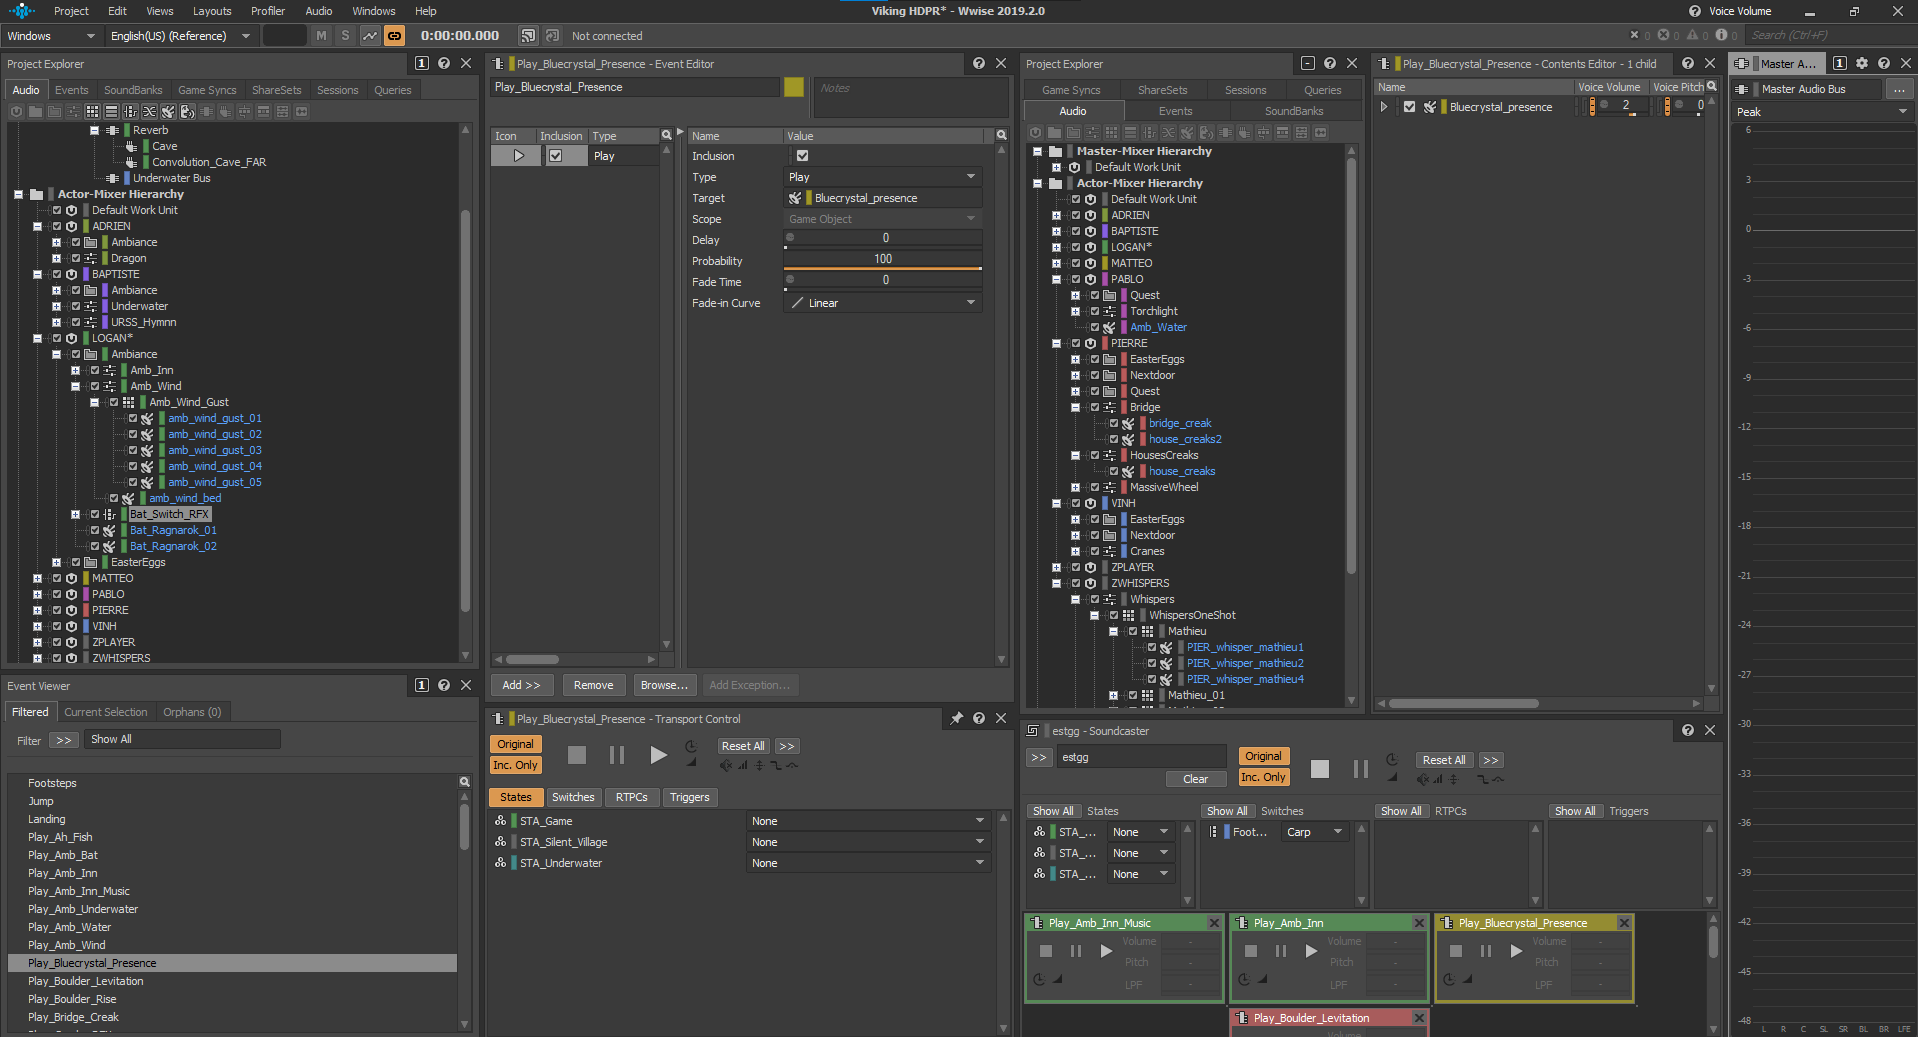 Project Edit Views Layouts Profiler Audio Windows Help
Viking HDPR* - Wwise 2019.2.0
Voice Volume
Windows English(US) (Reference) M S 0:00:00.000 Not connected
0 0 0 0 Search (Ctrl+F)
Project Explorer 1
Audio Events SoundBanks Game Syncs ShareSets Sessions Queries
Reverb
Cave
Convolution_Cave_FAR
Underwater Bus
Actor-Mixer Hierarchy
Default Work Unit
ADRIEN
Ambiance
Dragon
BAPTISTE
Ambiance
Underwater
URSS_Hymnn
LOGAN*
Ambiance
Amb_Inn
Amb_Wind
Amb_Wind_Gust
amb_wind_gust_01
amb_wind_gust_02
amb_wind_gust_03
amb_wind_gust_04
amb_wind_gust_05
amb_wind_bed
Bat_Switch_RFX
Bat_Ragnarok_01
Bat_Ragnarok_02
EasterEggs
MATTEO
PABLO
PIERRE
VINH
ZPLAYER
ZWHISPERS
Event Viewer 1
Filtered Current Selection Orphans (0)
Filter >> Show All
Footsteps
Jump
Landing
Play_Ah_Fish
Play_Amb_Bat
Play_Amb_Inn
Play_Amb_Inn_Music
Play_Amb_Underwater
Play_Amb_Water
Play_Amb_Wind
Play_Bluecrystal_Presence
Play_Boulder_Levitation
Play_Boulder_Rise
Play_Bridge_Creak
Play_Bluecrystal_Presence - Event Editor
Play_Bluecrystal_Presence
Notes
Icon Inclusion Type
Play
Name Value
Inclusion
Type Play
Target Bluecrystal_presence
Scope Game Object
Delay 0
Probability 100
Fade Time 0
Fade-in Curve Linear
Add >> Remove Browse... Add Exception...
Play_Bluecrystal_Presence - Transport Control
Original
Inc. Only
Reset All >>
States Switches RTPCs Triggers
STA_Game None
STA_Silent_Village None
STA_Underwater None
Project Explorer
Game Syncs ShareSets Sessions Queries
Audio Events SoundBanks
Master-Mixer Hierarchy
Default Work Unit
Actor-Mixer Hierarchy
Default Work Unit
ADRIEN
BAPTISTE
LOGAN*
MATTEO
PABLO
Quest
Torchlight
Amb_Water
PIERRE
EasterEggs
Nextdoor
Quest
Bridge
bridge_creak
house_creaks2
HousesCreaks
house_creaks
MassiveWheel
VINH
EasterEggs
Nextdoor
Cranes
ZPLAYER
ZWHISPERS
Whispers
WhispersOneShot
Mathieu
PIER_whisper_mathieu1
PIER_whisper_mathieu2
PIER_whisper_mathieu4
Mathieu_01
Play_Bluecrystal_Presence - Contents Editor - 1 child
Name Voice Volume Voice Pitch
Bluecrystal_presence 2 0
estgg - Soundcaster
>> estgg
Clear
Original
Inc. Only
Reset All >>
Show All States
STA_... None
STA_... None
STA_... None
Show All Switches
Foot... Carp
Show All RTPCs
Show All Triggers
Play_Amb_Inn_Music
Volume -
Pitch -
LPF -
Play_Amb_Inn
Volume -
Pitch -
LPF -
Play_Bluecrystal_Presence
Volume -
Pitch -
LPF -
Play_Boulder_Levitation
Master A... 1
Master Audio Bus ...
Peak
6
3
0
-3
-6
-9
-12
-15
-18
-21
-24
-27
-30
-33
-36
-39
-42
-45
-48
L R C SL SR BL BR LFE